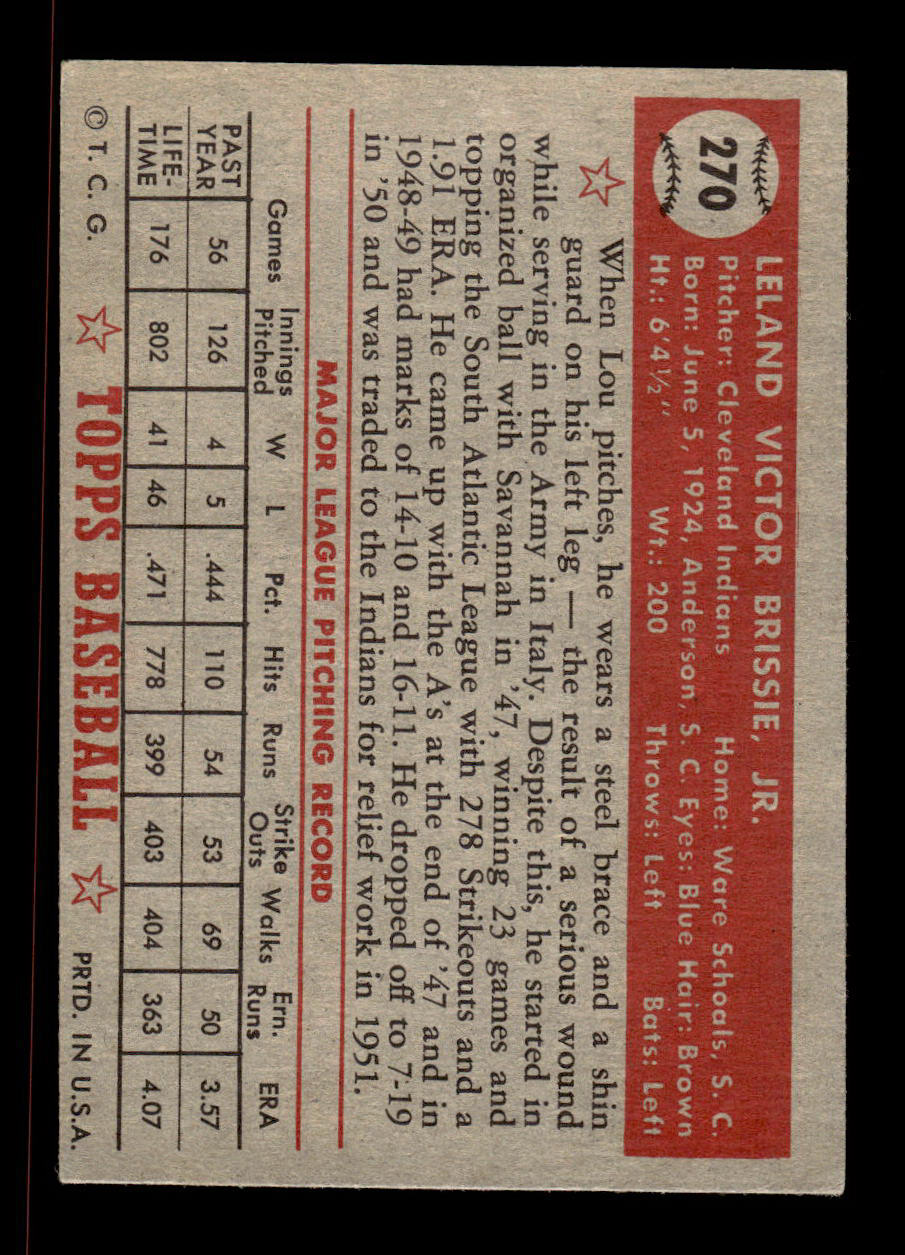 270
LELAND VICTOR BRISSIE, JR.
Pitcher: Cleveland Indians Home: Ware Schoals, S. C.
Born: June 5, 1924, Anderson, S. C. Eyes: Blue Hair: Brown
Ht.: 6'4½" Wt.: 200 Throws: Left Bats: Left
When Lou pitches, he wears a steel brace and a shin
guard on his left leg — the result of a serious wound
while serving in the Army in Italy. Despite this, he started in
organized ball with Savannah in '47, winning 23 games and
topping the South Atlantic League with 278 Strikeouts and a
1.91 ERA. He came up with the A's at the end of '47 and in
1948-49 had marks of 14-10 and 16-11. He dropped off to 7-19
in '50 and was traded to the Indians for relief work in 1951.
MAJOR LEAGUE PITCHING RECORD
Games Innings Pitched W L Pct. Hits Runs Strike Outs Walks Ern. Runs ERA
PAST YEAR 56 126 4 5 .444 110 54 53 69 50 3.57
LIFE-TIME 176 802 41 46 .471 778 399 403 404 363 4.07
© T. C. G. TOPPS BASEBALL PRTD. IN U.S.A.